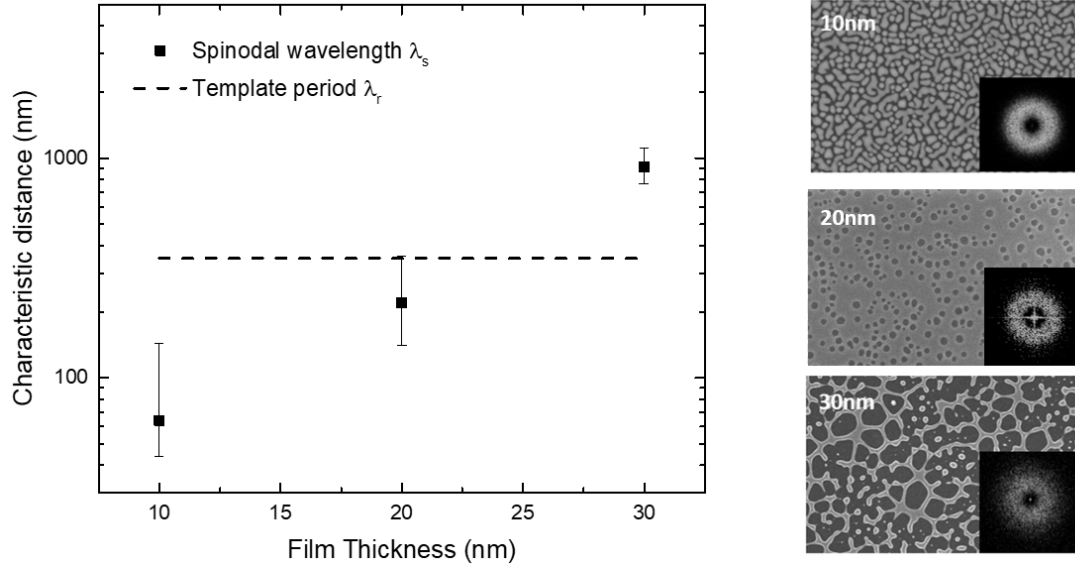 Spinodal wavelength λs
Template period λr
Characteristic distance (nm)
1000
100
10
15
20
25
30
Film Thickness (nm)
10nm
20nm
30nm